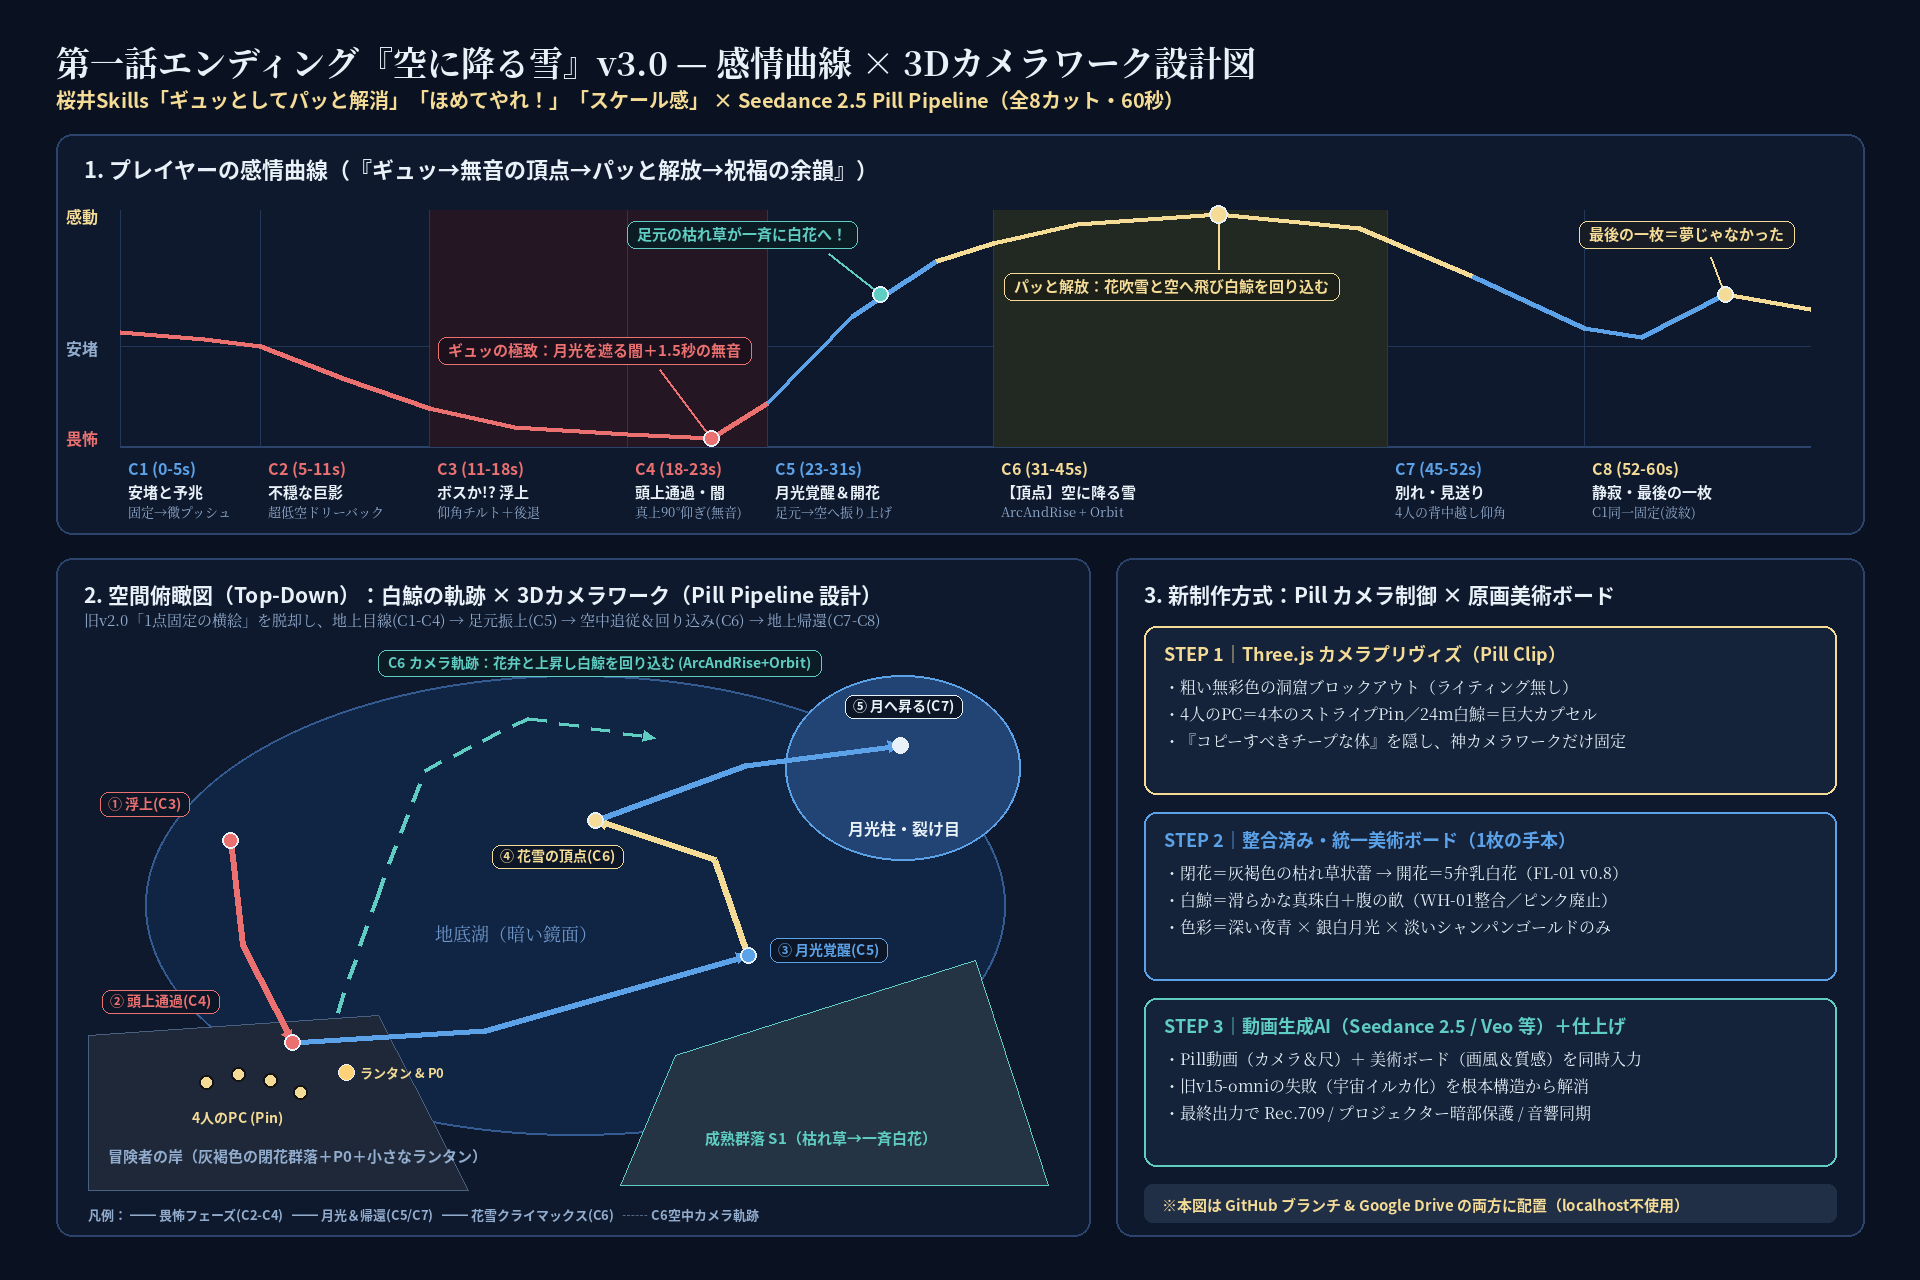 第一話エンディング『空に降る雪』v3.0 — 感情曲線 × 3Dカメラワーク設計図
桜井Skills「ギュッとしてパッと解消」「ほめてやれ！」「スケール感」 × Seedance 2.5 Pill Pipeline（全8カット・60秒）
1. プレイヤーの感情曲線（『ギュッ→無音の頂点→パッと解放→祝福の余韻』）
感動
安堵
畏怖
足元の枯れ草が一斉に白花へ！
最後の一枚＝夢じゃなかった
パッと解放：花吹雪と空へ飛び白鯨を回り込む
ギュッの極致：月光を遮る闇＋1.5秒の無音
C1 (0-5s)
安堵と予兆
固定→微プッシュ
C2 (5-11s)
不穏な巨影
超低空ドリーバック
C3 (11-18s)
ボスか!? 浮上
仰角チルト＋後退
C4 (18-23s)
頭上通過・闇
真上90°仰ぎ(無音)
C5 (23-31s)
月光覚醒＆開花
足元→空へ振り上げ
C6 (31-45s)
【頂点】空に降る雪
ArcAndRise + Orbit
C7 (45-52s)
別れ・見送り
4人の背中越し仰角
C8 (52-60s)
静寂・最後の一枚
C1同一固定(波紋)
2. 空間俯瞰図（Top-Down）：白鯨の軌跡 × 3Dカメラワーク（Pill Pipeline 設計）
旧v2.0「1点固定の横絵」を脱却し、地上目線(C1-C4) → 足元振上(C5) → 空中追従＆回り込み(C6) → 地上帰還(C7-C8)
C6 カメラ軌跡：花弁と上昇し白鯨を回り込む (ArcAndRise+Orbit)
⑤ 月へ昇る(C7)
① 浮上(C3)
月光柱・裂け目
④ 花雪の頂点(C6)
地底湖（暗い鏡面）
③ 月光覚醒(C5)
② 頭上通過(C4)
ランタン & P0
4人のPC (Pin)
成熟群落 S1（枯れ草→一斉白花）
冒険者の岸（灰褐色の閉花群落＋P0＋小さなランタン）
凡例： 畏怖フェーズ(C2-C4) 月光＆帰還(C5/C7) 花雪クライマックス(C6) C6空中カメラ軌跡
3. 新制作方式：Pill カメラ制御 × 原画美術ボード
STEP 1｜Three.js カメラプリヴィズ（Pill Clip）
・粗い無彩色の洞窟ブロックアウト（ライティング無し）
・4人のPC＝4本のストライプPin／24m白鯨＝巨大カプセル
・『コピーすべきチープな体』を隠し、神カメラワークだけ固定
STEP 2｜整合済み・統一美術ボード（1枚の手本）
・閉花＝灰褐色の枯れ草状蕾 → 開花＝5弁乳白花（FL-01 v0.8）
・白鯨＝滑らかな真珠白＋腹の畝（WH-01整合／ピンク廃止）
・色彩＝深い夜青 × 銀白月光 × 淡いシャンパンゴールドのみ
STEP 3｜動画生成AI（Seedance 2.5 / Veo 等）＋仕上げ
・Pill動画（カメラ＆尺）＋ 美術ボード（画風＆質感）を同時入力
・旧v15-omniの失敗（宇宙イルカ化）を根本構造から解消
・最終出力で Rec.709 / プロジェクター暗部保護 / 音響同期
※本図は GitHub ブランチ & Google Drive の両方に配置（localhost不使用）